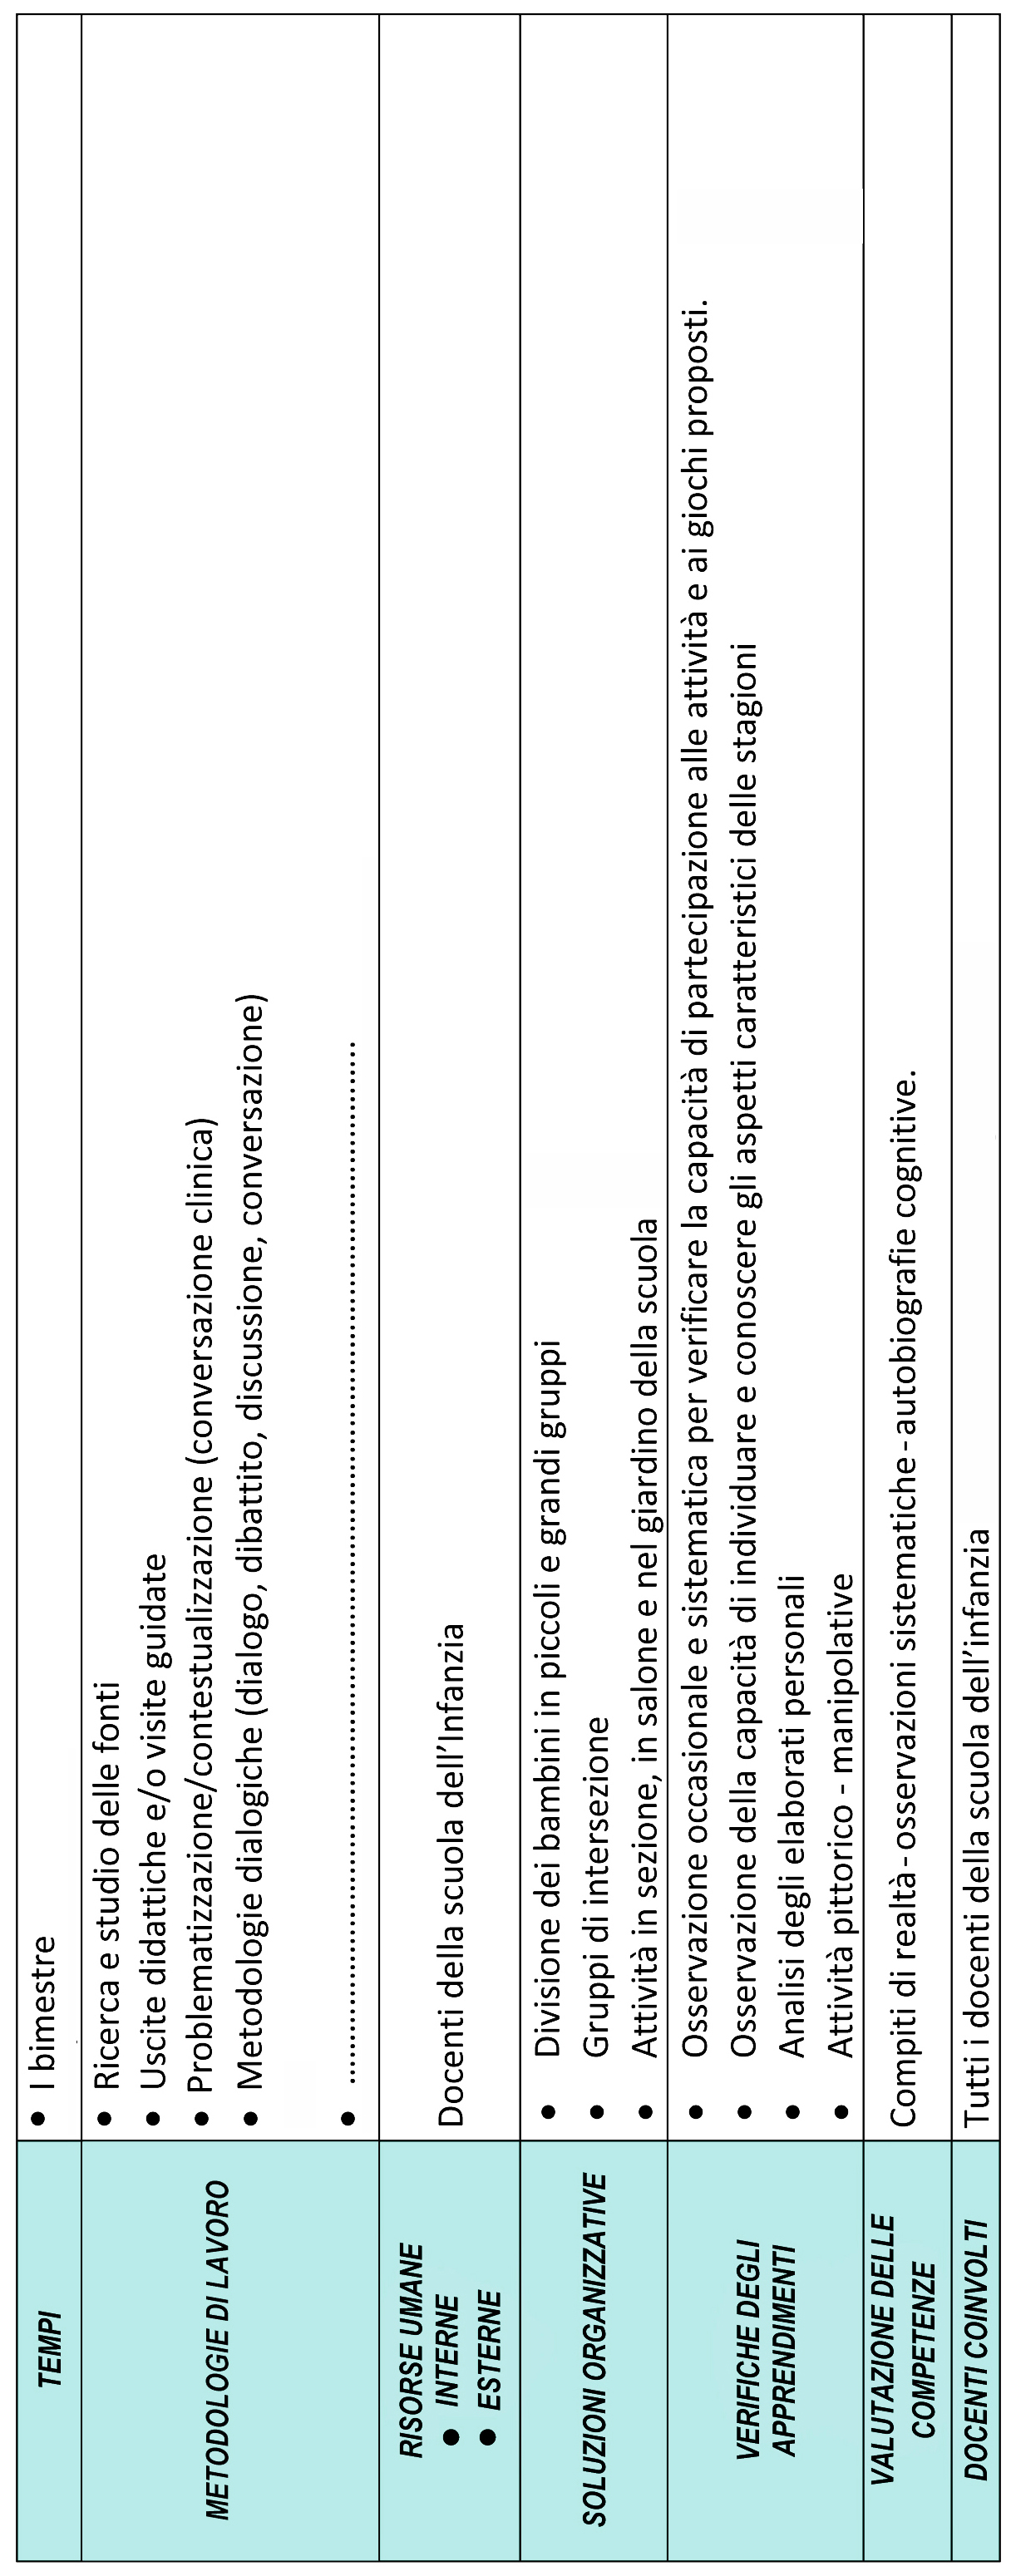 TEMPI
• I bimestre
METODOLOGIE DI LAVORO
• Ricerca e studio delle fonti
• Uscite didattiche e/o visite guidate
• Problematizzazione/contestualizzazione (conversazione clinica)
• Metodologie dialogiche (dialogo, dibattito, discussione, conversazione)
• ..........................................................................................
RISORSE UMANE
• INTERNE
• ESTERNE
Docenti della scuola dell'Infanzia
SOLUZIONI ORGANIZZATIVE
• Divisione dei bambini in piccoli e grandi gruppi
• Gruppi di intersezione
• Attività in sezione, in salone e nel giardino della scuola
VERIFICHE DEGLI
APPRENDIMENTI
• Osservazione occasionale e sistematica per verificare la capacità di partecipazione alle attività e ai giochi proposti.
• Osservazione della capacità di individuare e conoscere gli aspetti caratteristici delle stagioni
• Analisi degli elaborati personali
• Attività pittorico - manipolative
VALUTAZIONE DELLE
COMPETENZE
Compiti di realtà - osservazioni sistematiche - autobiografie cognitive.
DOCENTI COINVOLTI
Tutti i docenti della scuola dell'infanzia